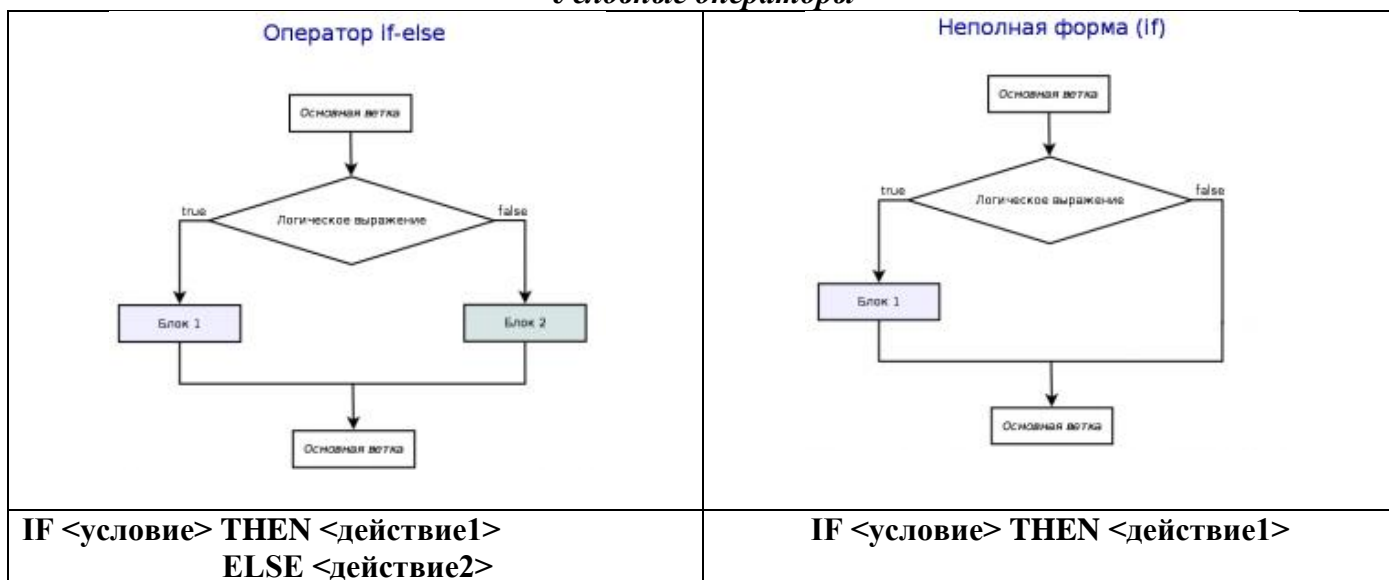 Условные операторы
Оператор if-else
Основная ветка
true
Логическое выражение
false
Блок 1
Блок 2
Основная ветка
IF <условие> THEN <действие1>
ELSE <действие2>
Неполная форма (if)
Основная ветка
true
Логическое выражение
false
Блок 1
Основная ветка
IF <условие> THEN <действие1>